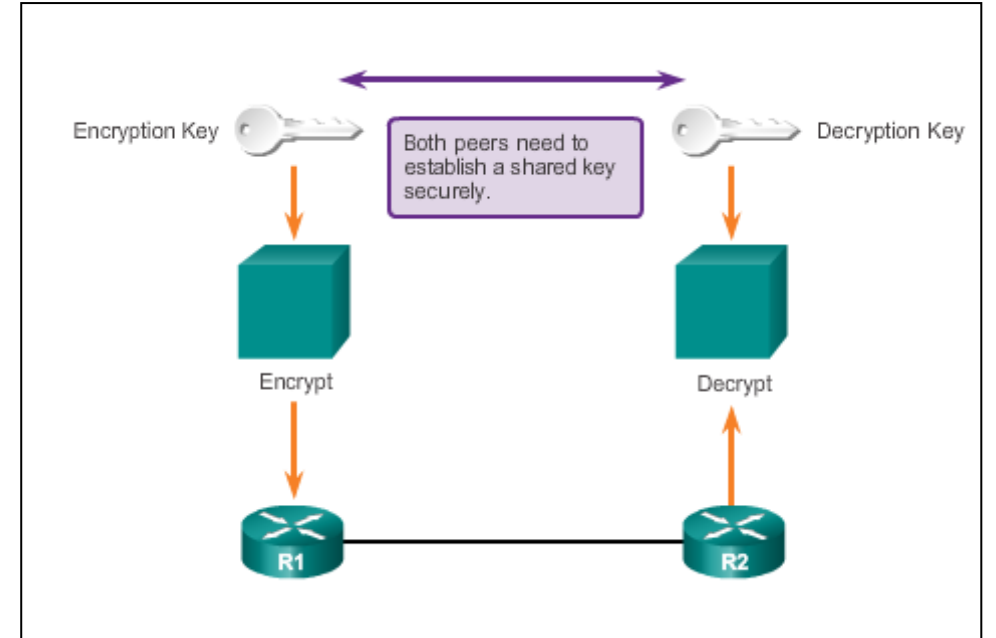 Encryption Key
Both peers need to
establish a shared key
securely.
Decryption Key
Encrypt
Decrypt
R1
R2